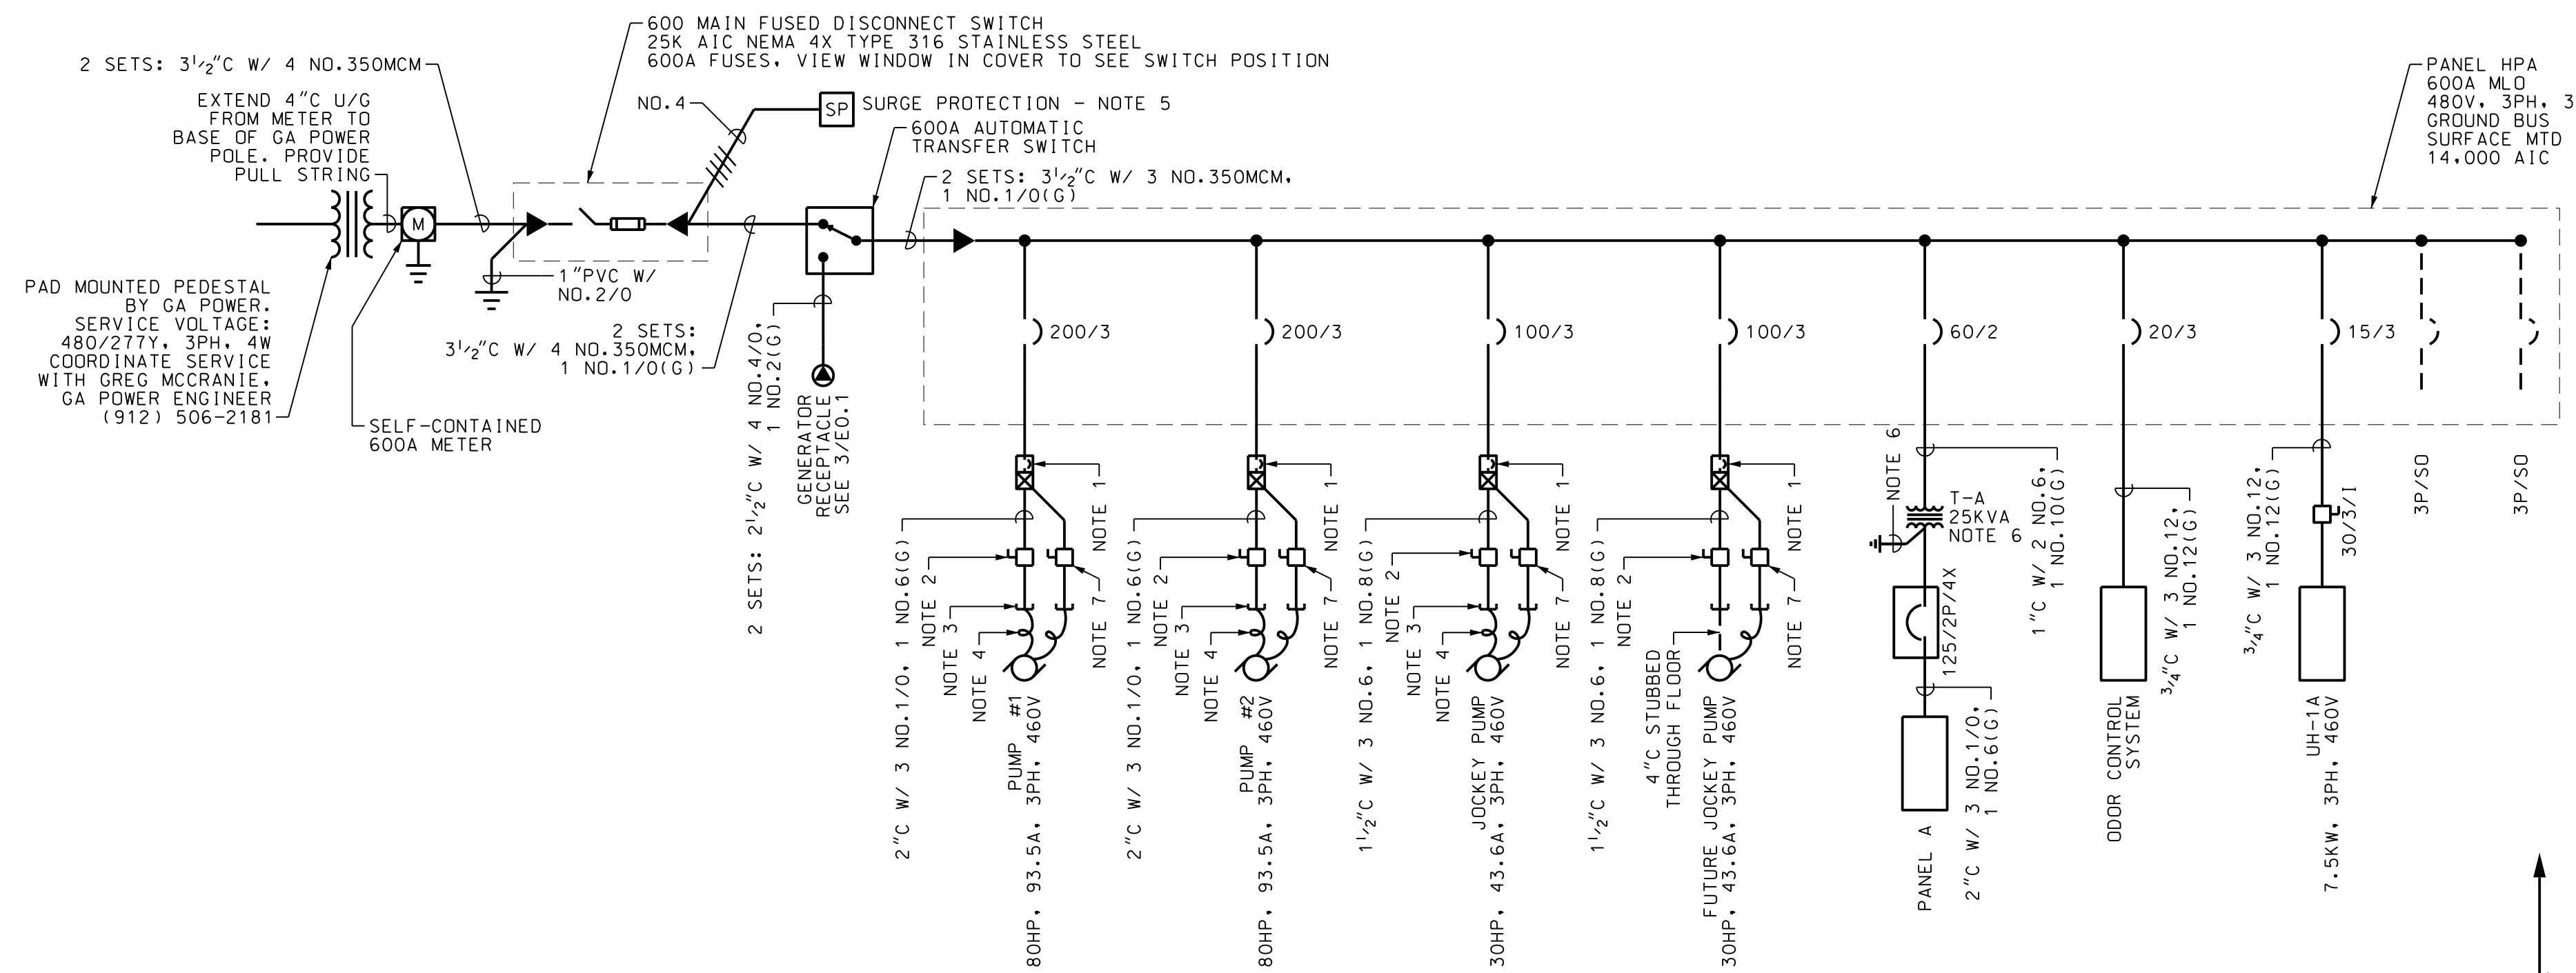 600 MAIN FUSED DISCONNECT SWITCH
25K AIC NEMA 4X TYPE 316 STAINLESS STEEL
600A FUSES, VIEW WINDOW IN COVER TO SEE SWITCH POSITION
2 SETS: 3½"C W/ 4 NO.350MCM
EXTEND 4"C U/G
FROM METER TO
BASE OF GA POWER
POLE. PROVIDE
PULL STRING
NO.4
SP
SURGE PROTECTION - NOTE 5
600A AUTOMATIC
TRANSFER SWITCH
2 SETS: 3½"C W/ 3 NO.350MCM,
1 NO.1/0(G)
PANEL HPA
600A MLO
480V, 3PH, 3
GROUND BUS
SURFACE MTD
14,000 AIC
M
1"PVC W/
NO.2/0
PAD MOUNTED PEDESTAL
BY GA POWER.
SERVICE VOLTAGE:
480/277Y, 3PH, 4W
COORDINATE SERVICE
WITH GREG MCCRANIE,
GA POWER ENGINEER
(912) 506-2181
SELF-CONTAINED
600A METER
2 SETS:
3½"C W/ 4 NO.350MCM,
1 NO.1/0(G)
2 SETS: 2½"C W/ 4 NO.4/0,
1 NO.2(G)
GENERATOR
RECEPTACLE
SEE 3/E0.1
200/3
200/3
100/3
100/3
60/2
20/3
15/3
2"C W/ 3 NO.1/0, 1 NO.6(G)
NOTE 2
NOTE 3
NOTE 4
PUMP #1
80HP, 93.5A, 3PH, 460V
NOTE 1
NOTE 7
2"C W/ 3 NO.1/0, 1 NO.6(G)
NOTE 2
NOTE 3
NOTE 4
PUMP #2
80HP, 93.5A, 3PH, 460V
NOTE 1
NOTE 7
1½"C W/ 3 NO.6, 1 NO.8(G)
NOTE 2
NOTE 3
NOTE 4
JOCKEY PUMP
30HP, 43.6A, 3PH, 460V
NOTE 1
NOTE 7
1½"C W/ 3 NO.6, 1 NO.8(G)
NOTE 2
4"C STUBBED
THROUGH FLOOR
FUTURE JOCKEY PUMP
30HP, 43.6A, 3PH, 460V
NOTE 1
NOTE 7
NOTE 6
T-A
25KVA
NOTE 6
125/2P/4X
PANEL A
2"C W/ 3 NO.1/0,
1 NO.6(G)
1"C W/ 2 NO.6,
1 NO.10(G)
ODOR CONTROL
SYSTEM
¾"C W/ 3 NO.12,
1 NO.12(G)
¾"C W/ 3 NO.12,
1 NO.12(G)
30/3/I
UH-1A
7.5KW, 3PH, 460V
3P/SO
3P/SO